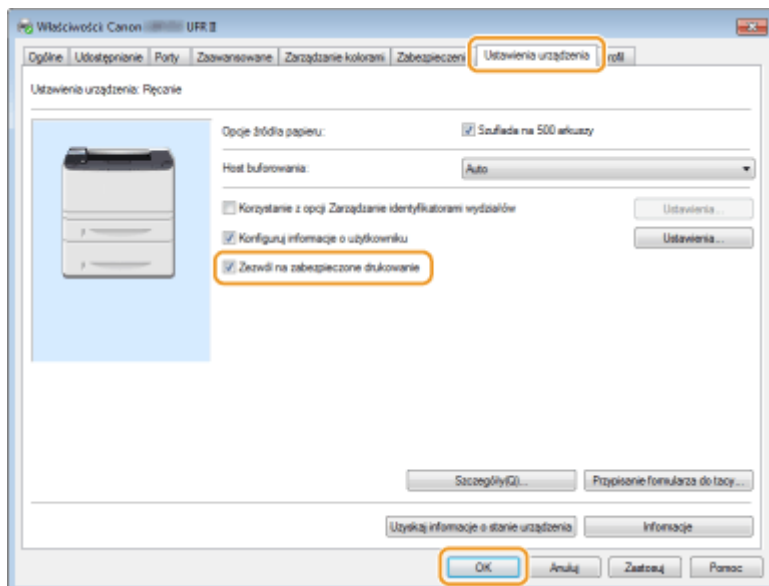 Właściwości: Canon UFR II
Ogólne Udostępnianie Porty Zaawansowane Zarządzanie kolorami Zabezpieczeni Ustawienia urządzenia rofil
Ustawienia urządzenia: Ręcznie
Opcje źródła papieru: Szuflada na 500 arkuszy
Host buforowania: Auto
Korzystanie z opcji Zarządzanie identyfikatorami wydziałów Ustawienia...
Konfiguruj informacje o użytkowniku Ustawienia...
Zezwól na zabezpieczone drukowanie
Szczegóły(Q)... Przypisanie formularza do tacy...
Uzyskaj informacje o stanie urządzenia Informacje
OK Anuluj Zastosuj Pomoc